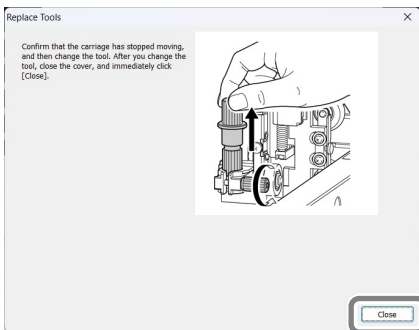 Replace Tools
Confirm that the carriage has stopped moving,
and then change the tool. After you change the
tool, close the cover, and immediately click
[Close].
Close